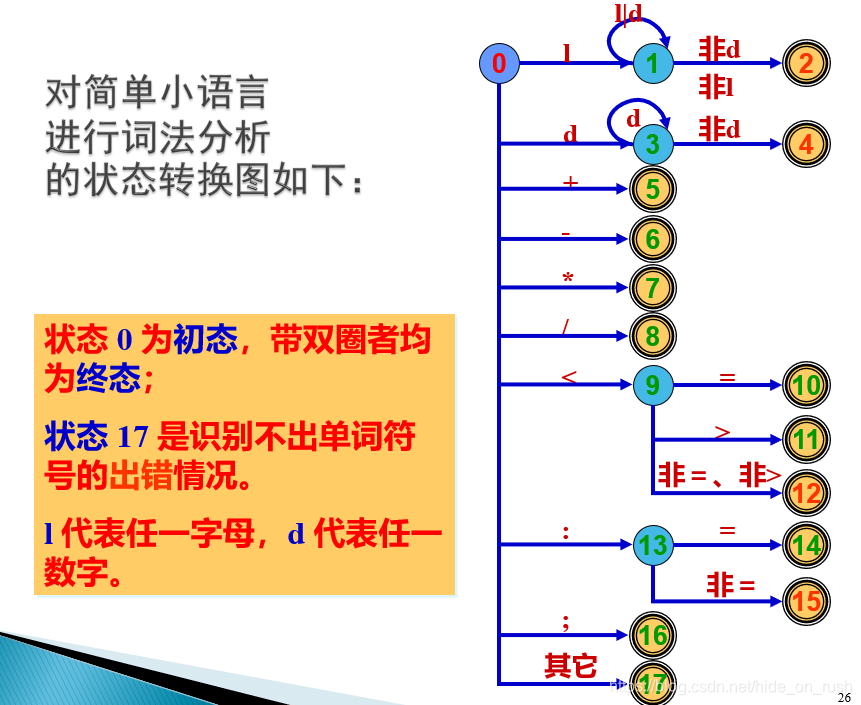 对简单小语言
进行词法分析
的状态转换图如下：
状态 0 为初态，带双圈者均
为终态；
状态 17 是识别不出单词符
号的出错情况。
l 代表任一字母，d 代表任一
数字。
l|d
0 l 1 非d 2
非l
d
d 3 非d 4
+ 5
- 6
* 7
/ 8
< 9 = 10
> 11
非 = 、非> 12
: 13 = 14
非 = 15
; 16
其它 17
https://blog.csdn.net/hide_on_rush
26